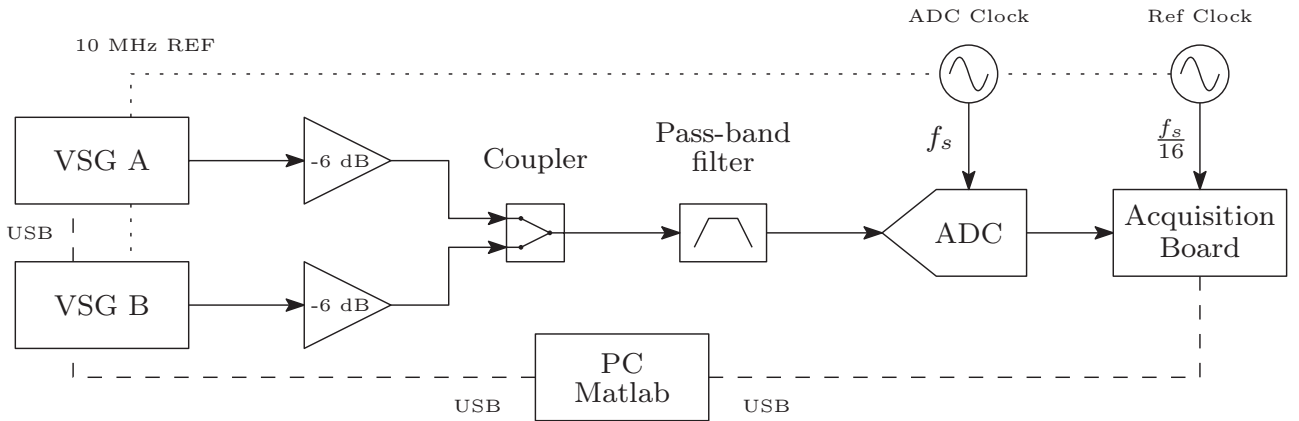 ADC Clock
Ref Clock
10 MHz REF
VSG A
-6 dB
Coupler
Pass-band
filter
f_s
f_s
16
USB
ADC
Acquisition
Board
VSG B
-6 dB
PC
Matlab
USB
USB